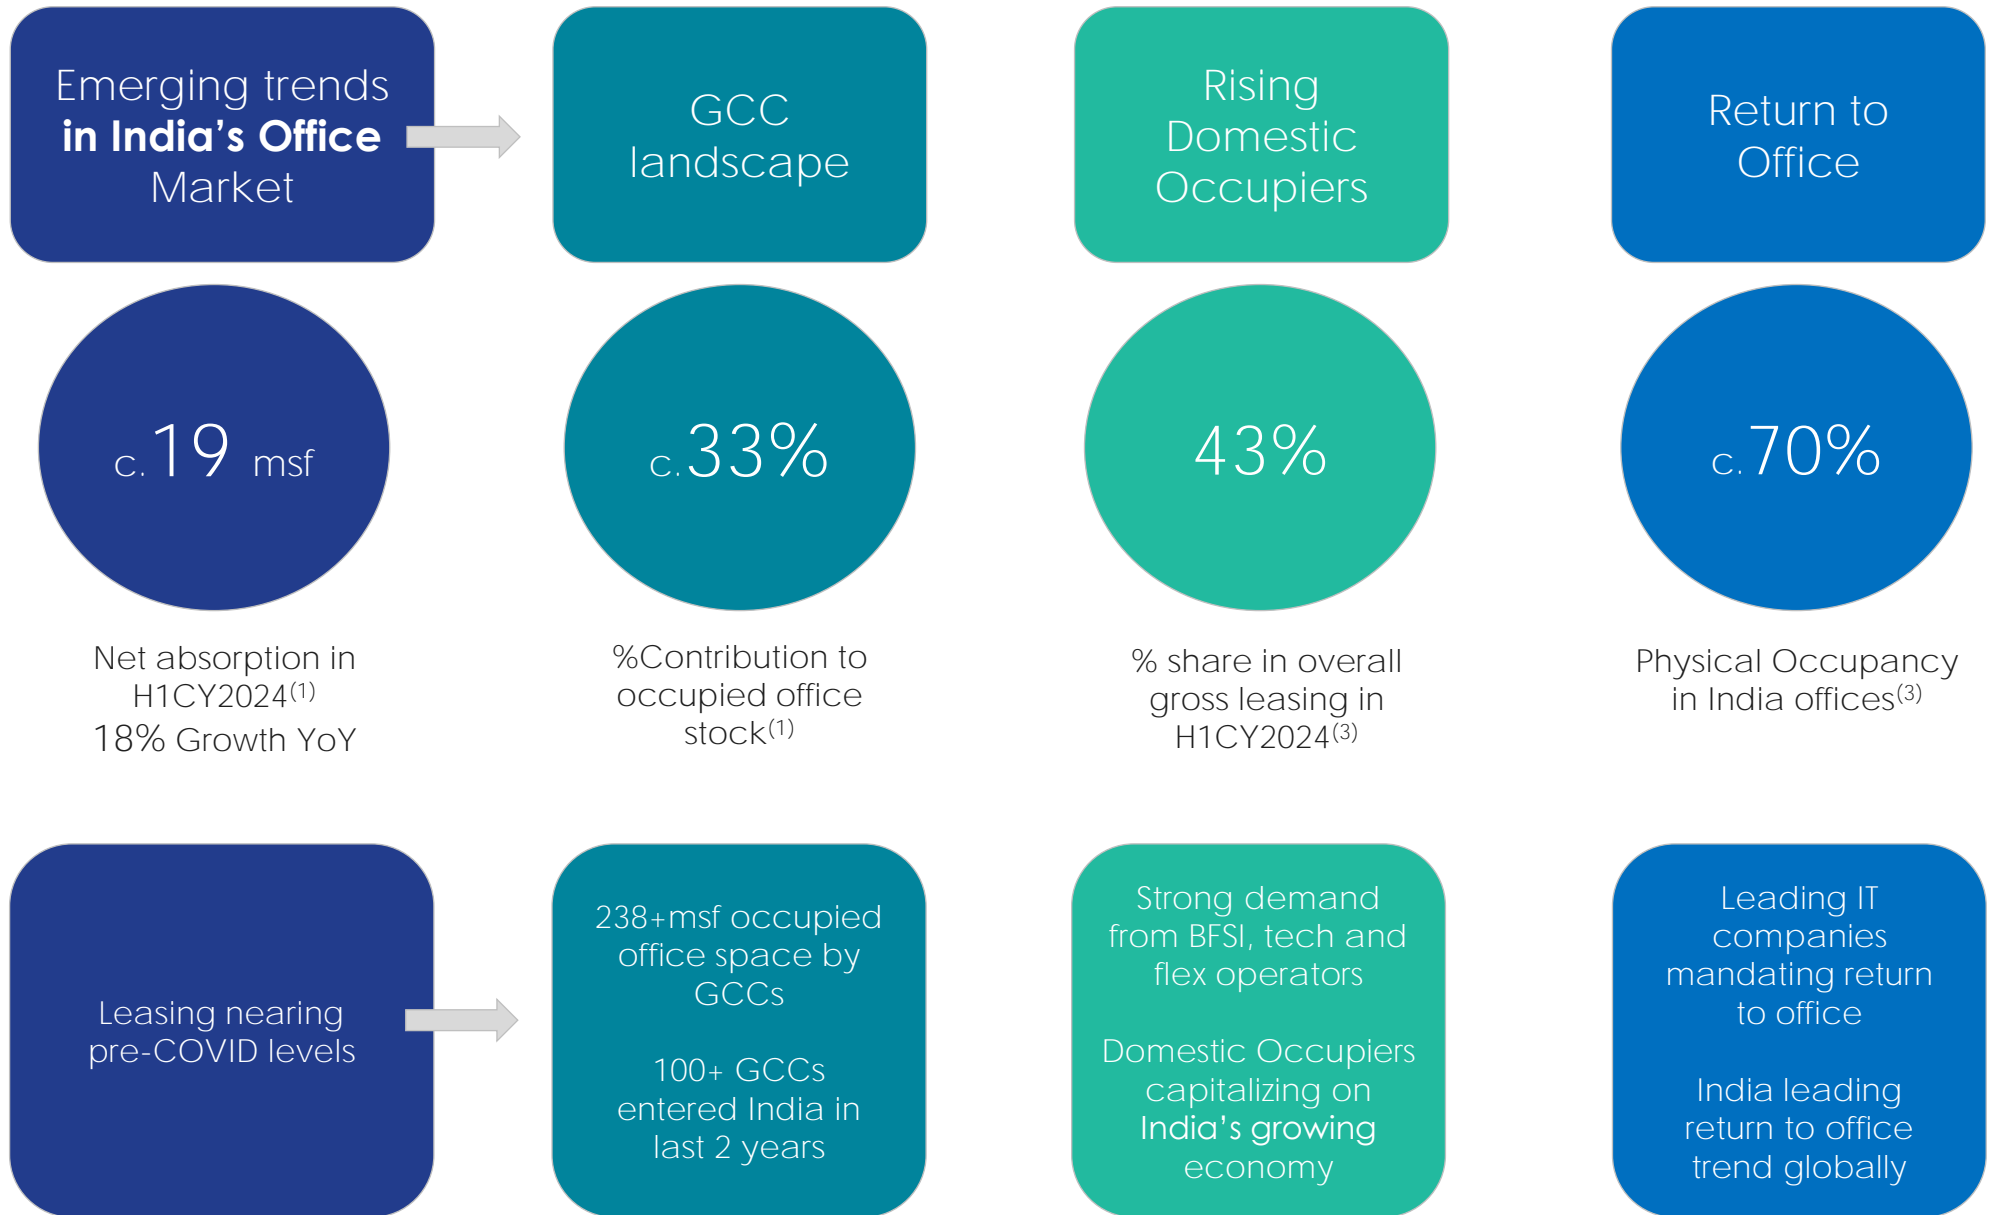 Emerging trends
in India's Office
Market
GCC
landscape
Rising
Domestic
Occupiers
Return to
Office
c.19 msf
c.33%
43%
c.70%
Net absorption in
H1CY2024(1)
18% Growth YoY
%Contribution to
occupied office
stock(1)
% share in overall
gross leasing in
H1CY2024(3)
Physical Occupancy
in India offices(3)
Leasing nearing
pre-COVID levels
238+msf occupied
office space by
GCCs
100+ GCCs
entered India in
last 2 years
Strong demand
from BFSI, tech and
flex operators
Domestic Occupiers
capitalizing on
India's growing
economy
Leading IT
companies
mandating return
to office
India leading
return to office
trend globally